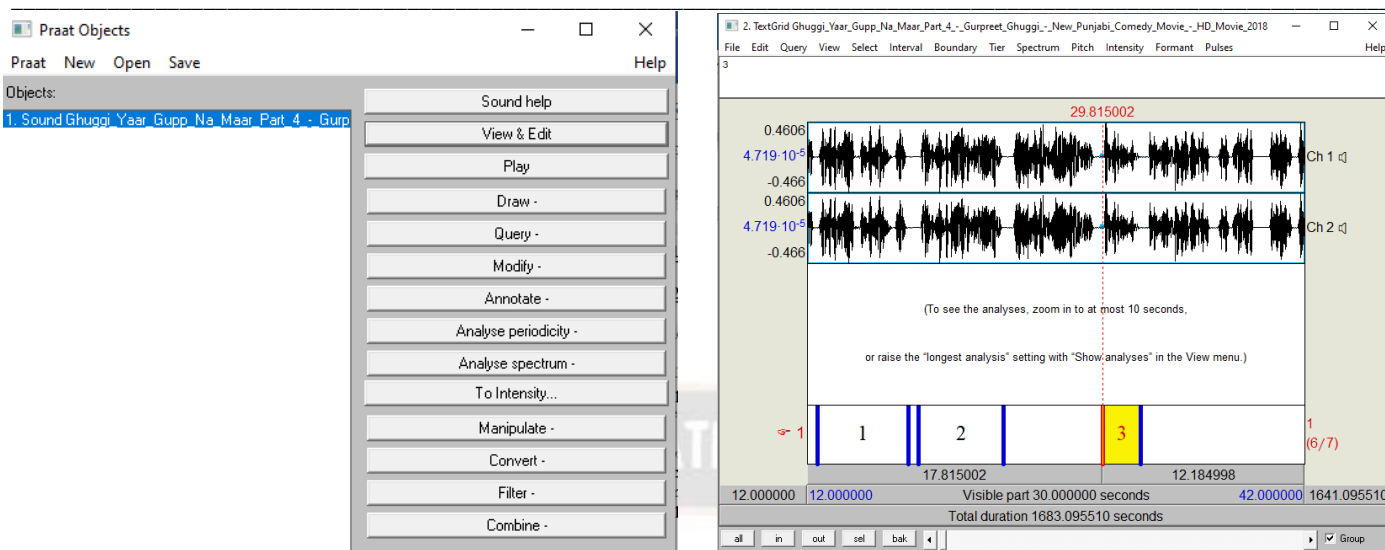 Praat Objects
Praat New Open Save Help
Objects:
1. Sound Ghuggi_Yaar_Gupp_Na_Maar_Part_4_-_Gurp
Sound help
View & Edit
Play
Draw -
Query -
Modify -
Annotate -
Analyse periodicity -
Analyse spectrum -
To Intensity...
Manipulate -
Convert -
Filter -
Combine -
2. TextGrid Ghuggi_Yaar_Gupp_Na_Maar_Part_4_-_Gurpreet_Ghuggi_-_New_Punjabi_Comedy_Movie_-_HD_Movie_2018
File Edit Query View Select Interval Boundary Tier Spectrum Pitch Intensity Formant Pulses Help
3
29.815002
0.4606
4.719·10-5
-0.466
Ch 1
0.4606
4.719·10-5
-0.466
Ch 2
(To see the analyses, zoom in to at most 10 seconds,
or raise the "longest analysis" setting with "Show analyses" in the View menu.)
☞ 1 1 2 3 1
(6/7)
17.815002 12.184998
12.000000 12.000000 Visible part 30.000000 seconds 42.000000 1641.095510
Total duration 1683.095510 seconds
all in out sel bak Group